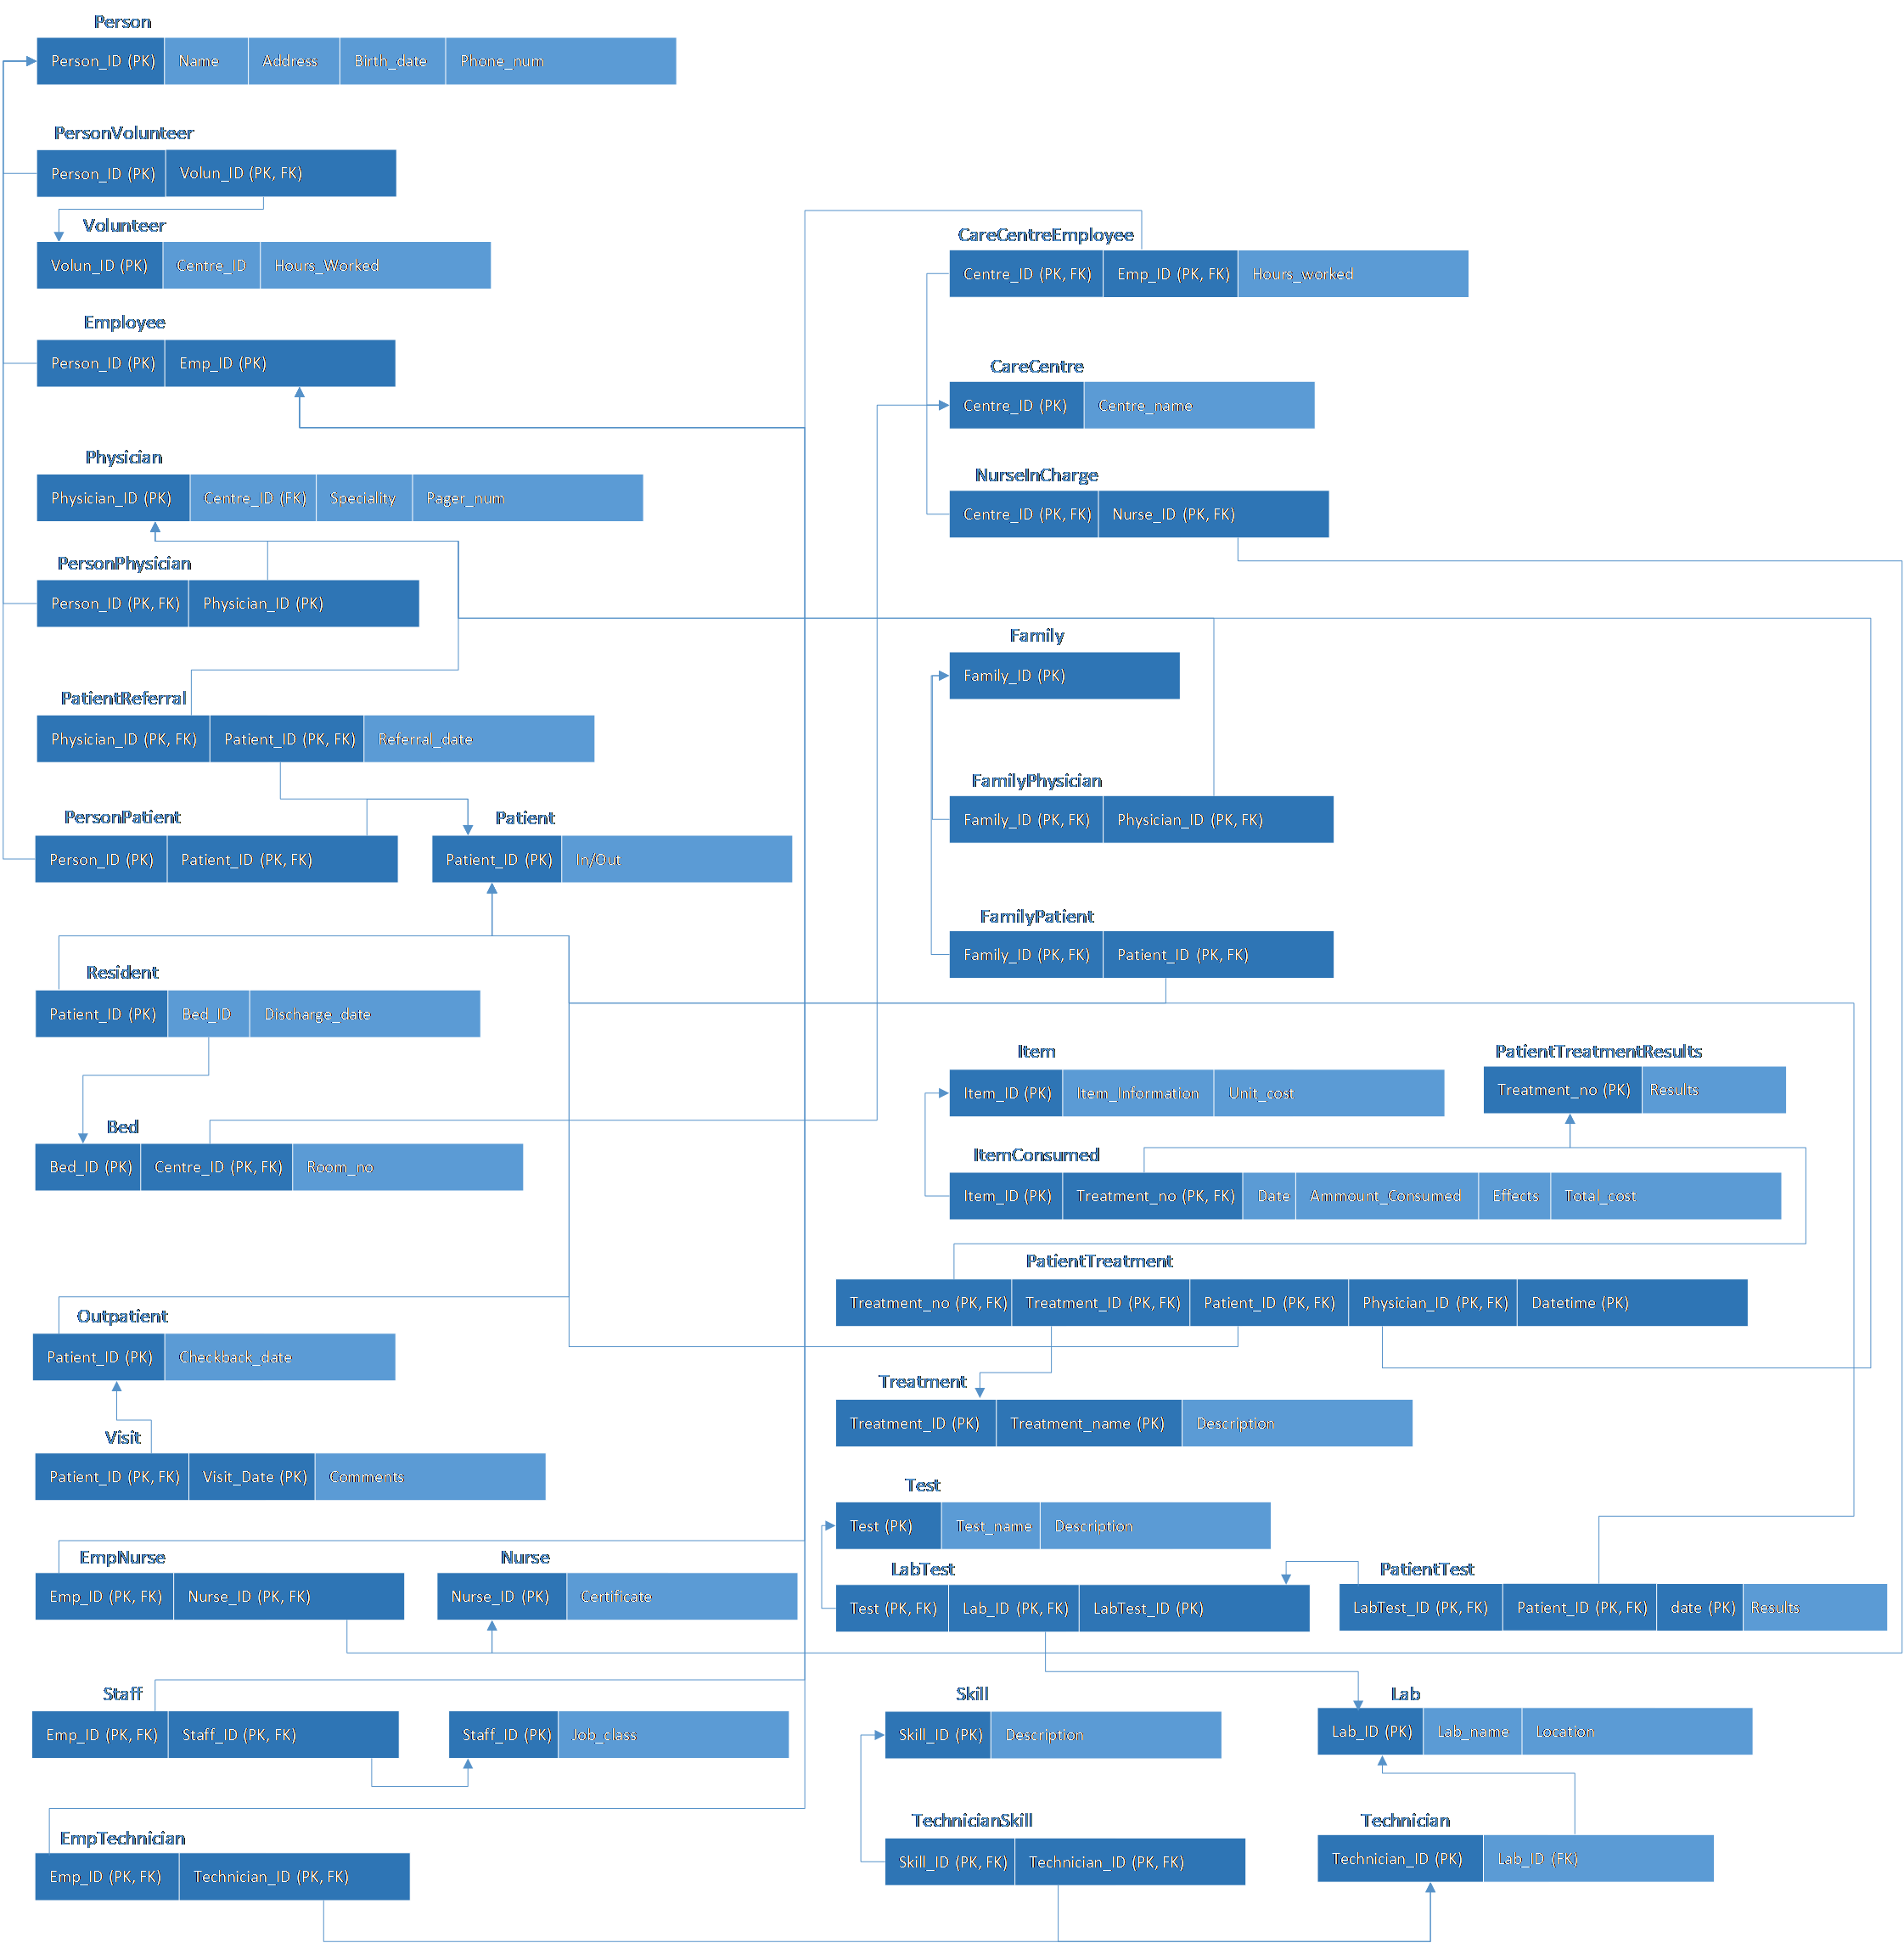 Person
Person_ID (PK) Name Address Birth_date Phone_num
PersonVolunteer
Person_ID (PK) Volun_ID (PK, FK)
Volunteer
Volun_ID (PK) Centre_ID Hours_Worked
Employee
Person_ID (PK) Emp_ID (PK)
Physician
Physician_ID (PK) Centre_ID (FK) Speciality Pager_num
PersonPhysician
Person_ID (PK, FK) Physician_ID (PK)
PatientReferral
Physician_ID (PK, FK) Patient_ID (PK, FK) Referral_date
PersonPatient
Person_ID (PK) Patient_ID (PK, FK)
Patient
Patient_ID (PK) In/Out
Resident
Patient_ID (PK) Bed_ID Discharge_date
Bed
Bed_ID (PK) Centre_ID (PK, FK) Room_no
Outpatient
Patient_ID (PK) Checkback_date
Visit
Patient_ID (PK, FK) Visit_Date (PK) Comments
EmpNurse
Emp_ID (PK, FK) Nurse_ID (PK, FK)
Nurse
Nurse_ID (PK) Certificate
Staff
Emp_ID (PK, FK) Staff_ID (PK, FK)
Staff_ID (PK) Job_class
EmpTechnician
Emp_ID (PK, FK) Technician_ID (PK, FK)
CareCentreEmployee
Centre_ID (PK, FK) Emp_ID (PK, FK) Hours_worked
CareCentre
Centre_ID (PK) Centre_name
NurseInCharge
Centre_ID (PK, FK) Nurse_ID (PK, FK)
Family
Family_ID (PK)
FamilyPhysician
Family_ID (PK, FK) Physician_ID (PK, FK)
FamilyPatient
Family_ID (PK, FK) Patient_ID (PK, FK)
Item
Item_ID (PK) Item_Information Unit_cost
PatientTreatmentResults
Treatment_no (PK) Results
ItemConsumed
Item_ID (PK) Treatment_no (PK, FK) Date Ammount_Consumed Effects Total_cost
PatientTreatment
Treatment_no (PK, FK) Treatment_ID (PK, FK) Patient_ID (PK, FK) Physician_ID (PK, FK) Datetime (PK)
Treatment
Treatment_ID (PK) Treatment_name (PK) Description
Test
Test (PK) Test_name Description
LabTest
Test (PK, FK) Lab_ID (PK, FK) LabTest_ID (PK)
PatientTest
LabTest_ID (PK, FK) Patient_ID (PK, FK) date (PK) Results
Skill
Skill_ID (PK) Description
Lab
Lab_ID (PK) Lab_name Location
TechnicianSkill
Skill_ID (PK, FK) Technician_ID (PK, FK)
Technician
Technician_ID (PK) Lab_ID (FK)